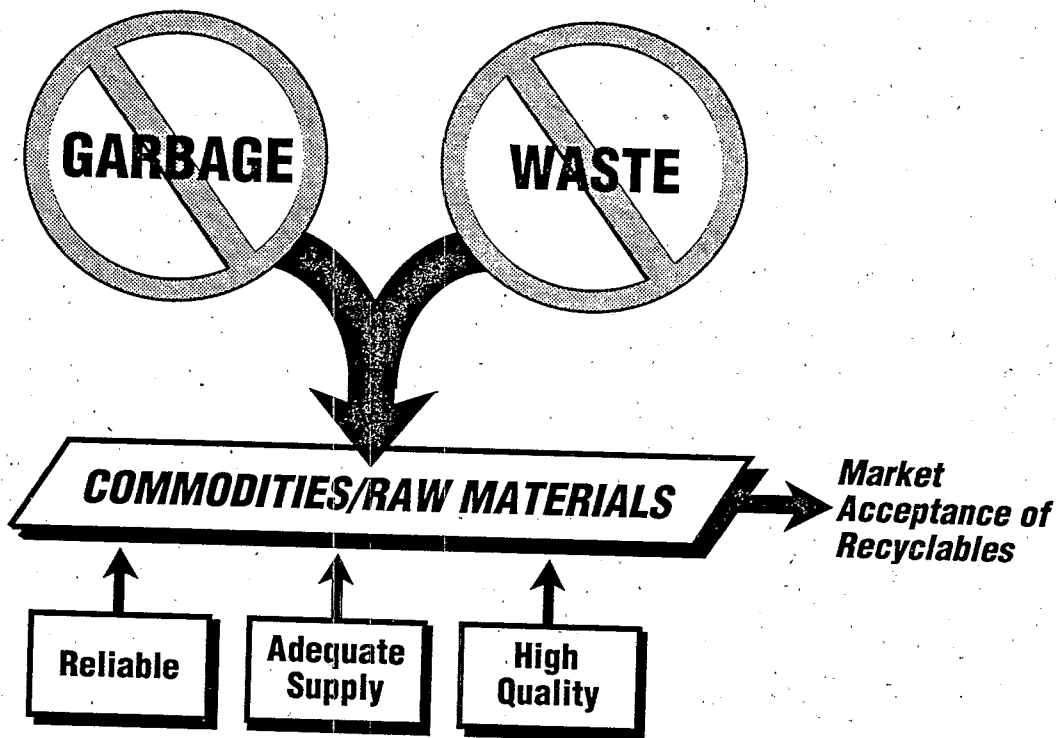 GARBAGE
WASTE
COMMODITIES/RAW MATERIALS
Market
Acceptance of
Recyclables
Reliable
Adequate
Supply
High
Quality